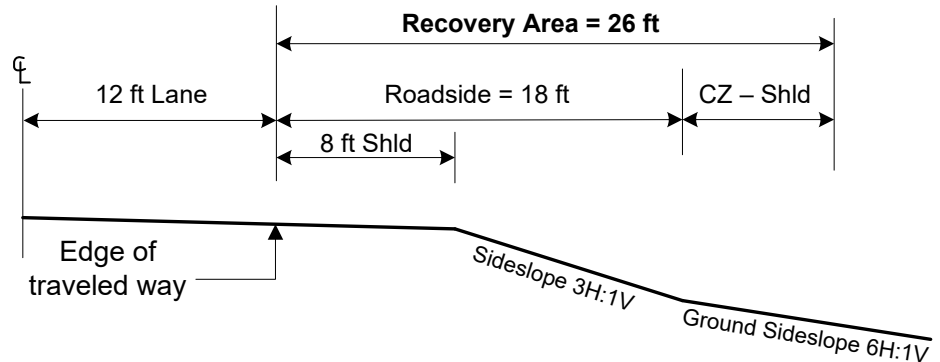 Recovery Area = 26 ft
℄
12 ft Lane
Roadside = 18 ft
CZ – Shld
8 ft Shld
Edge of
traveled way
Sideslope 3H:1V
Ground Sideslope 6H:1V